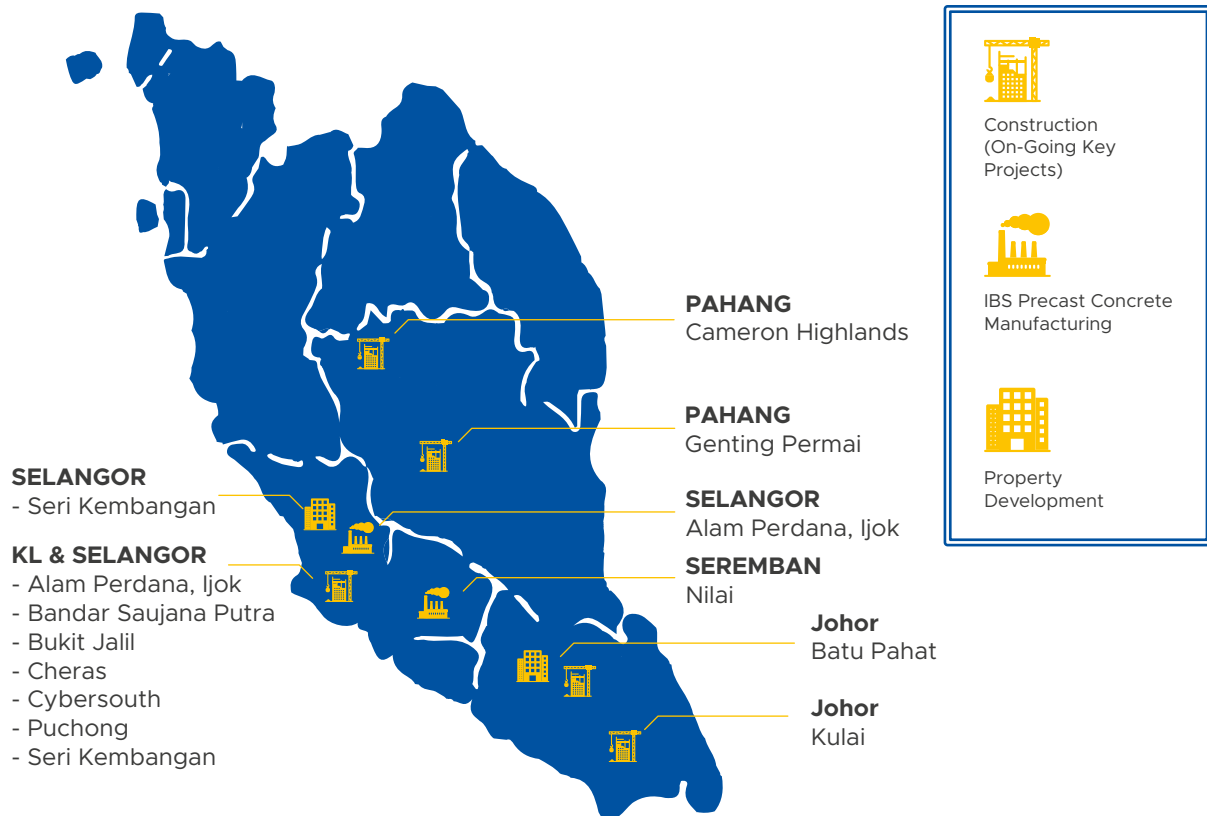 Construction
(On-Going Key
Projects)
IBS Precast Concrete
Manufacturing
Property
Development
PAHANG
Cameron Highlands
PAHANG
Genting Permai
SELANGOR
- Seri Kembangan
SELANGOR
Alam Perdana, Ijok
KL & SELANGOR
- Alam Perdana, Ijok
- Bandar Saujana Putra
- Bukit Jalil
- Cheras
- Cybersouth
- Puchong
- Seri Kembangan
SEREMBAN
Nilai
Johor
Batu Pahat
Johor
Kulai